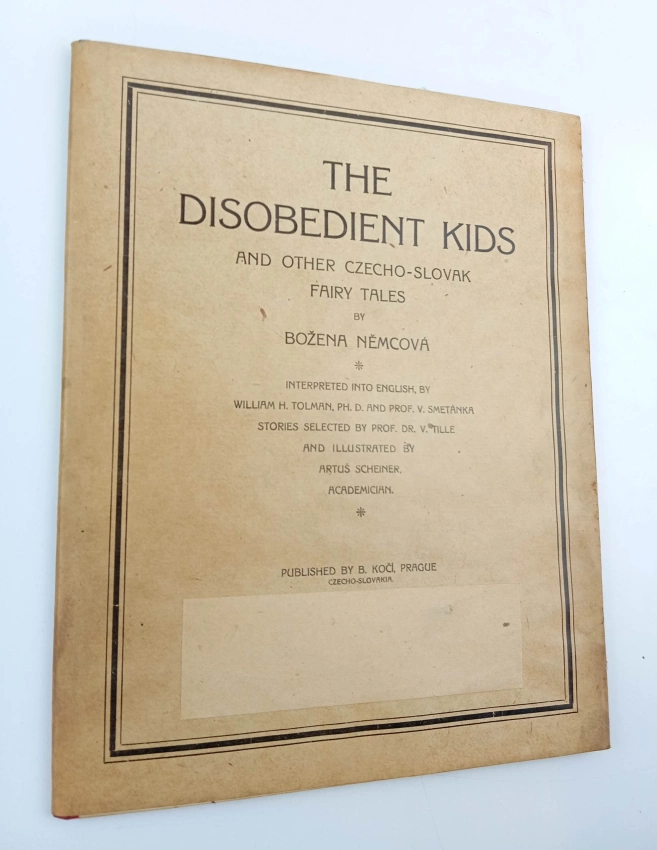 THE
DISOBEDIENT KIDS
AND OTHER CZECHO-SLOVAK
FAIRY TALES
BY
BOŽENA NĚMCOVÁ
INTERPRETED INTO ENGLISH, BY
WILLIAM H. TOLMAN, PH. D. AND PROF. V. SMETÁNKA
STORIES SELECTED BY PROF. DR. V. TILLE
AND ILLUSTRATED BY
ARTUŠ SCHEINER,
ACADEMICIAN.
PUBLISHED BY B. KOČÍ, PRAGUE
CZECHO-SLOVAKIA.